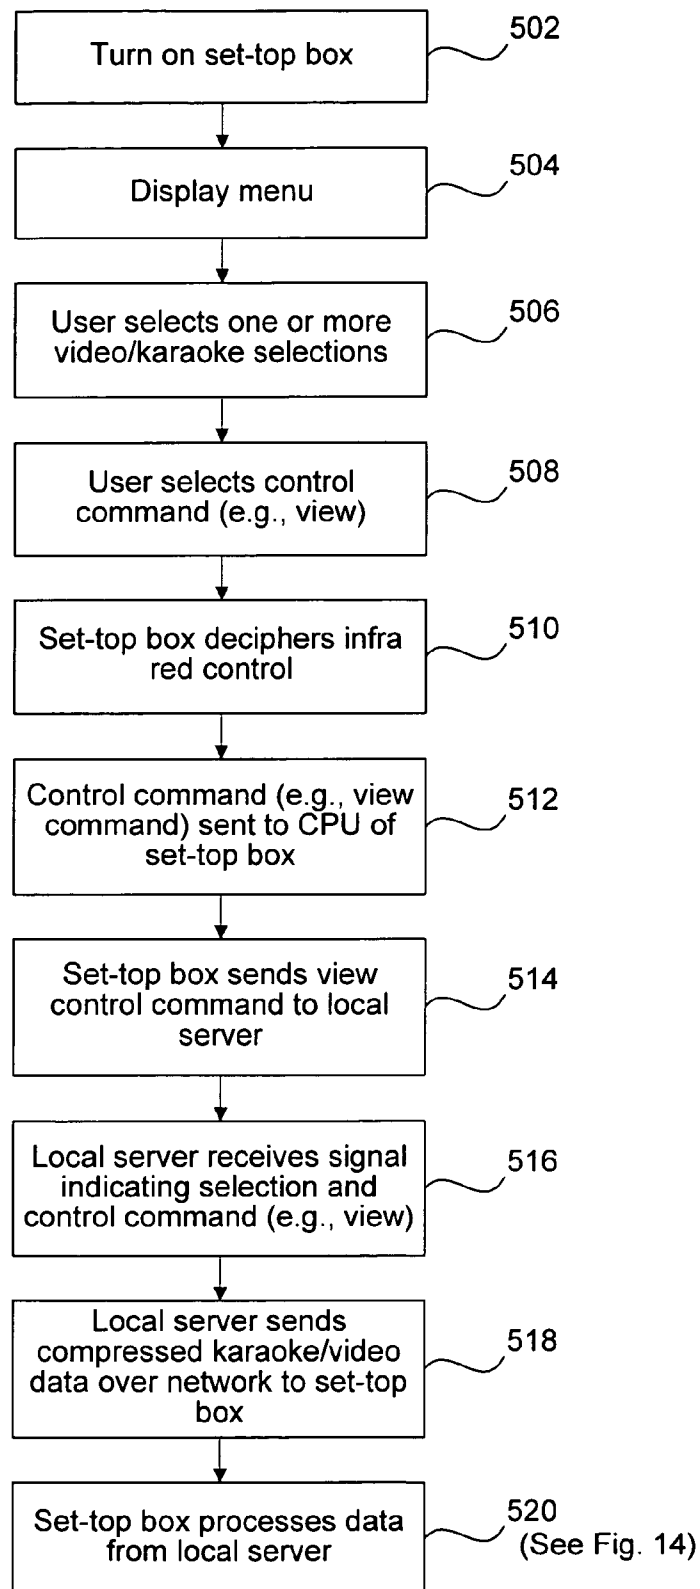 Turn on set-top box
502
Display menu
504
User selects one or more
video/karaoke selections
506
User selects control
command (e.g., view)
508
Set-top box deciphers infra
red control
510
Control command (e.g., view
command) sent to CPU of
set-top box
512
Set-top box sends view
control command to local
server
514
Local server receives signal
indicating selection and
control command (e.g., view)
516
Local server sends
compressed karaoke/video
data over network to set-top
box
518
Set-top box processes data
from local server
520
(See Fig. 14)